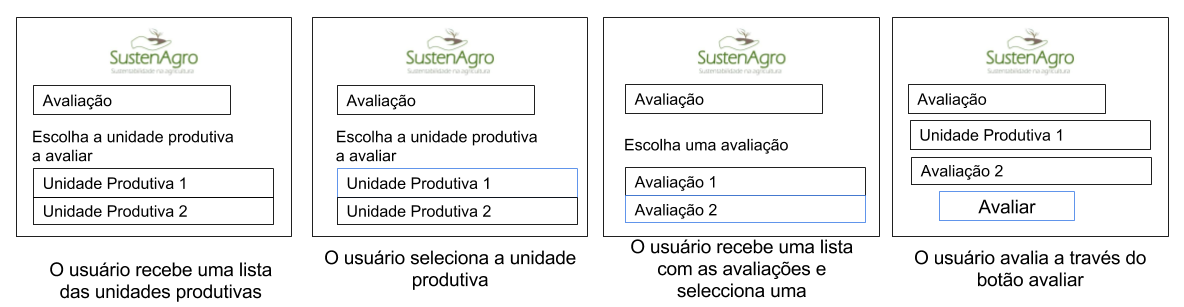 SustenAgro
Sustentabilidade na agricultura
Avaliação
Escolha a unidade produtiva
a avaliar
Unidade Produtiva 1
Unidade Produtiva 2
O usuário recebe uma lista
das unidades produtivas
SustenAgro
Sustentabilidade na agricultura
Avaliação
Escolha a unidade produtiva
a avaliar
Unidade Produtiva 1
Unidade Produtiva 2
O usuário seleciona a unidade
produtiva
SustenAgro
Sustentabilidade na agricultura
Avaliação
Escolha uma avaliação
Avaliação 1
Avaliação 2
O usuário recebe uma lista
com as avaliações e
selecciona uma
SustenAgro
Sustentabilidade na agricultura
Avaliação
Unidade Produtiva 1
Avaliação 2
Avaliar
O usuário avalia a través do
botão avaliar